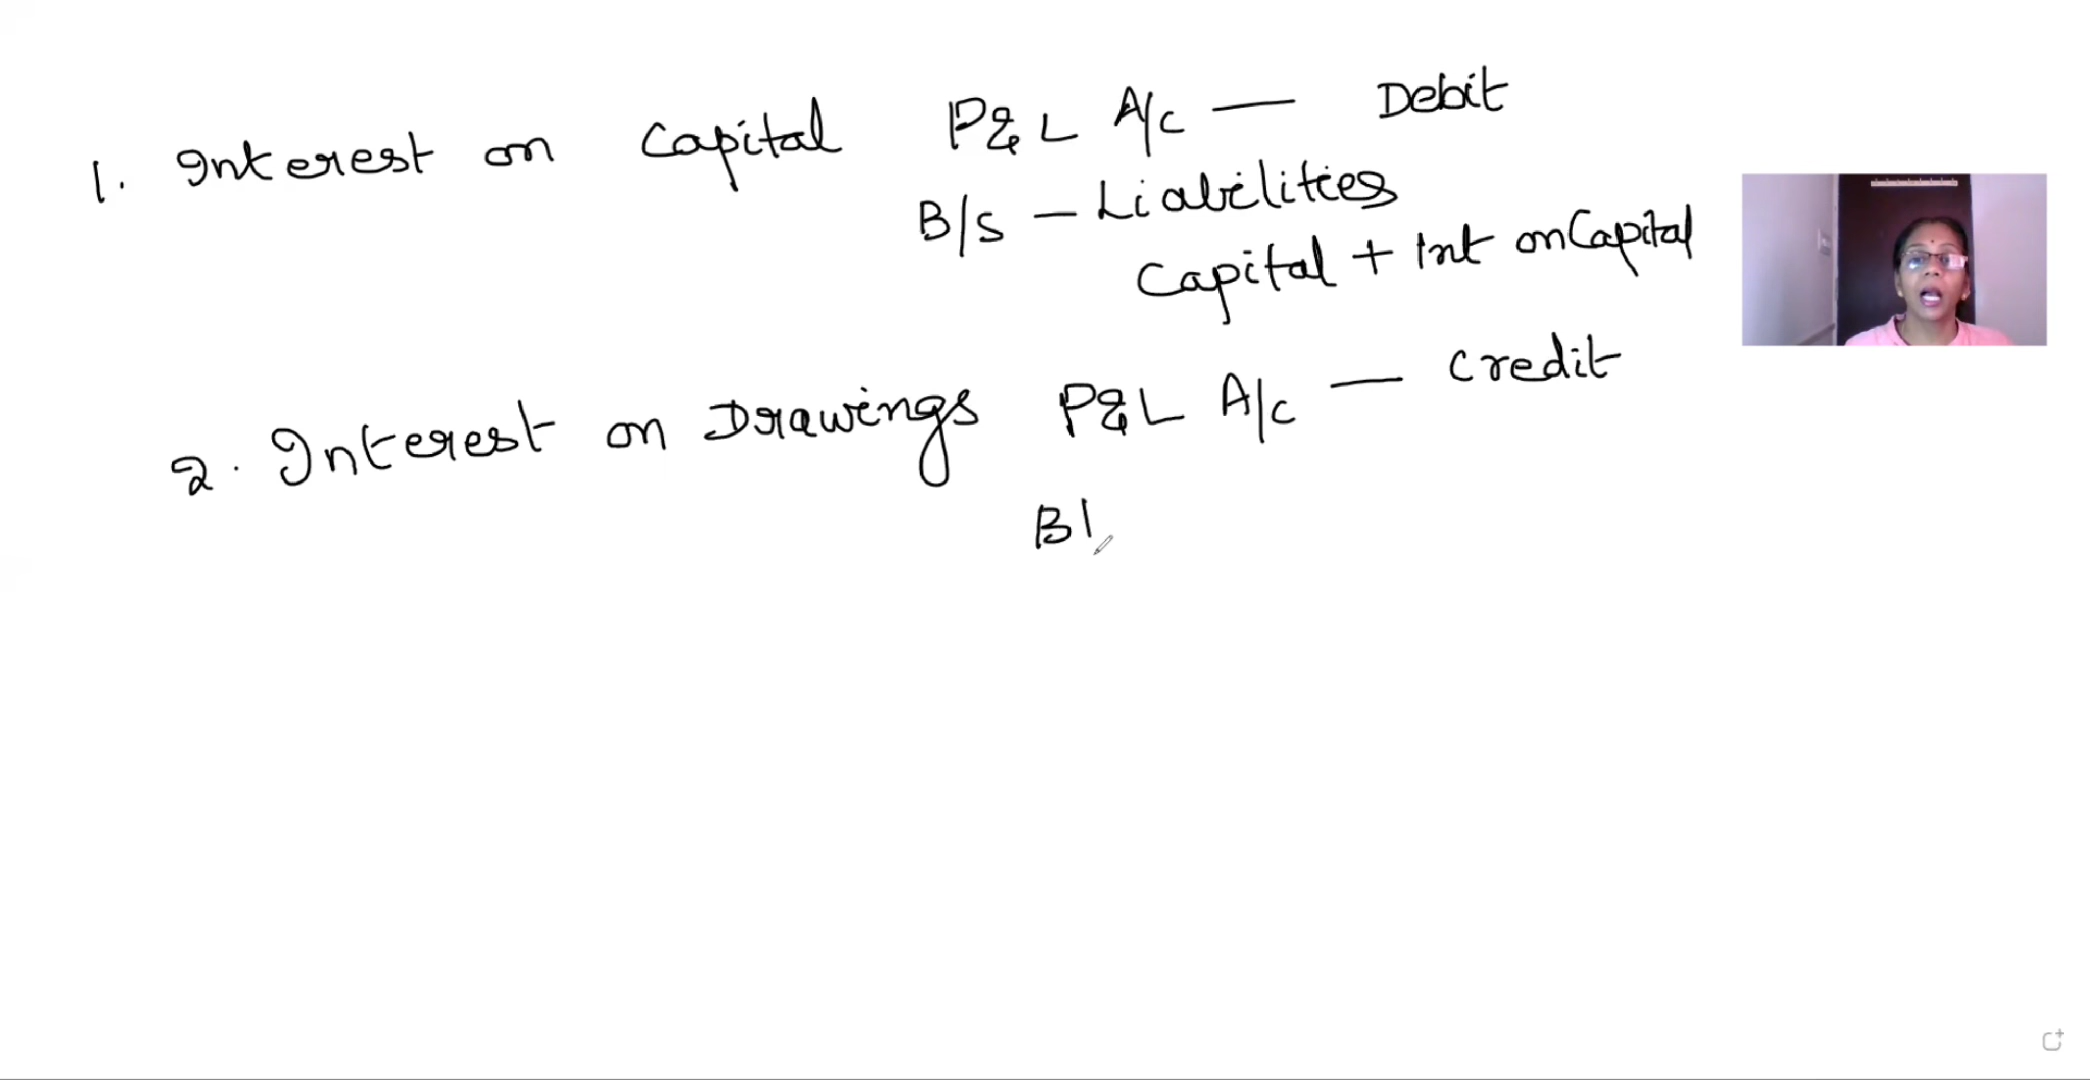 1. Interest on Capital P&L A/c — Debit
B/S — Liabilities
Capital + Int on Capital
2. Interest on Drawings P&L A/c — Credit
B/